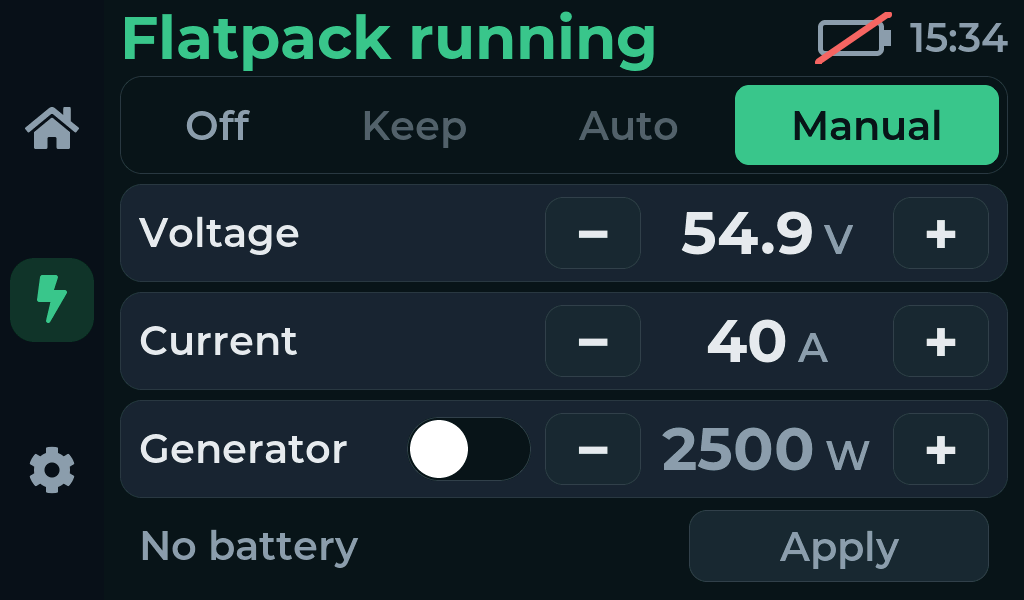 Flatpack running
15:34
Off Keep Auto Manual
Voltage − 54.9 V +
Current − 40 A +
Generator − 2500 W +
No battery Apply